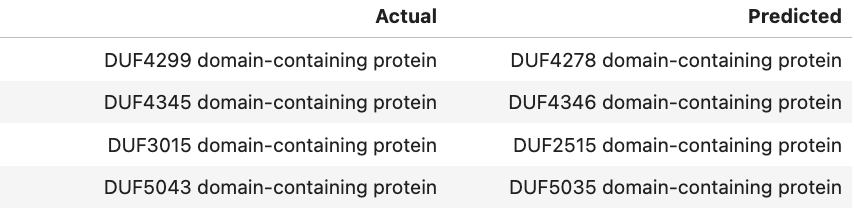 Actual Predicted
DUF4299 domain-containing protein DUF4278 domain-containing protein
DUF4345 domain-containing protein DUF4346 domain-containing protein
DUF3015 domain-containing protein DUF2515 domain-containing protein
DUF5043 domain-containing protein DUF5035 domain-containing protein